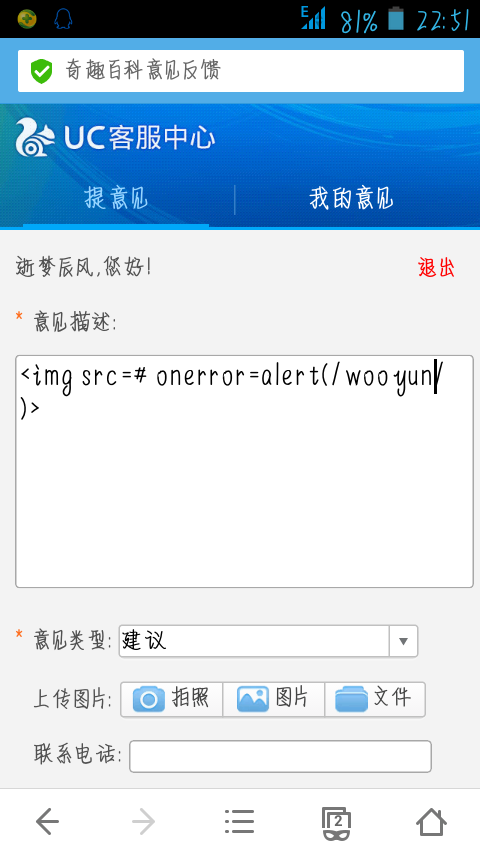 E 81% 22:51
奇趣百科意见反馈
UC客服中心
提意见 我的意见
逝梦辰风,您好! 退出
* 意见描述:
<img src=# onerror=alert(/wooyun/
)>
* 意见类型: 建议
上传图片: 拍照 图片 文件
联系电话:
2